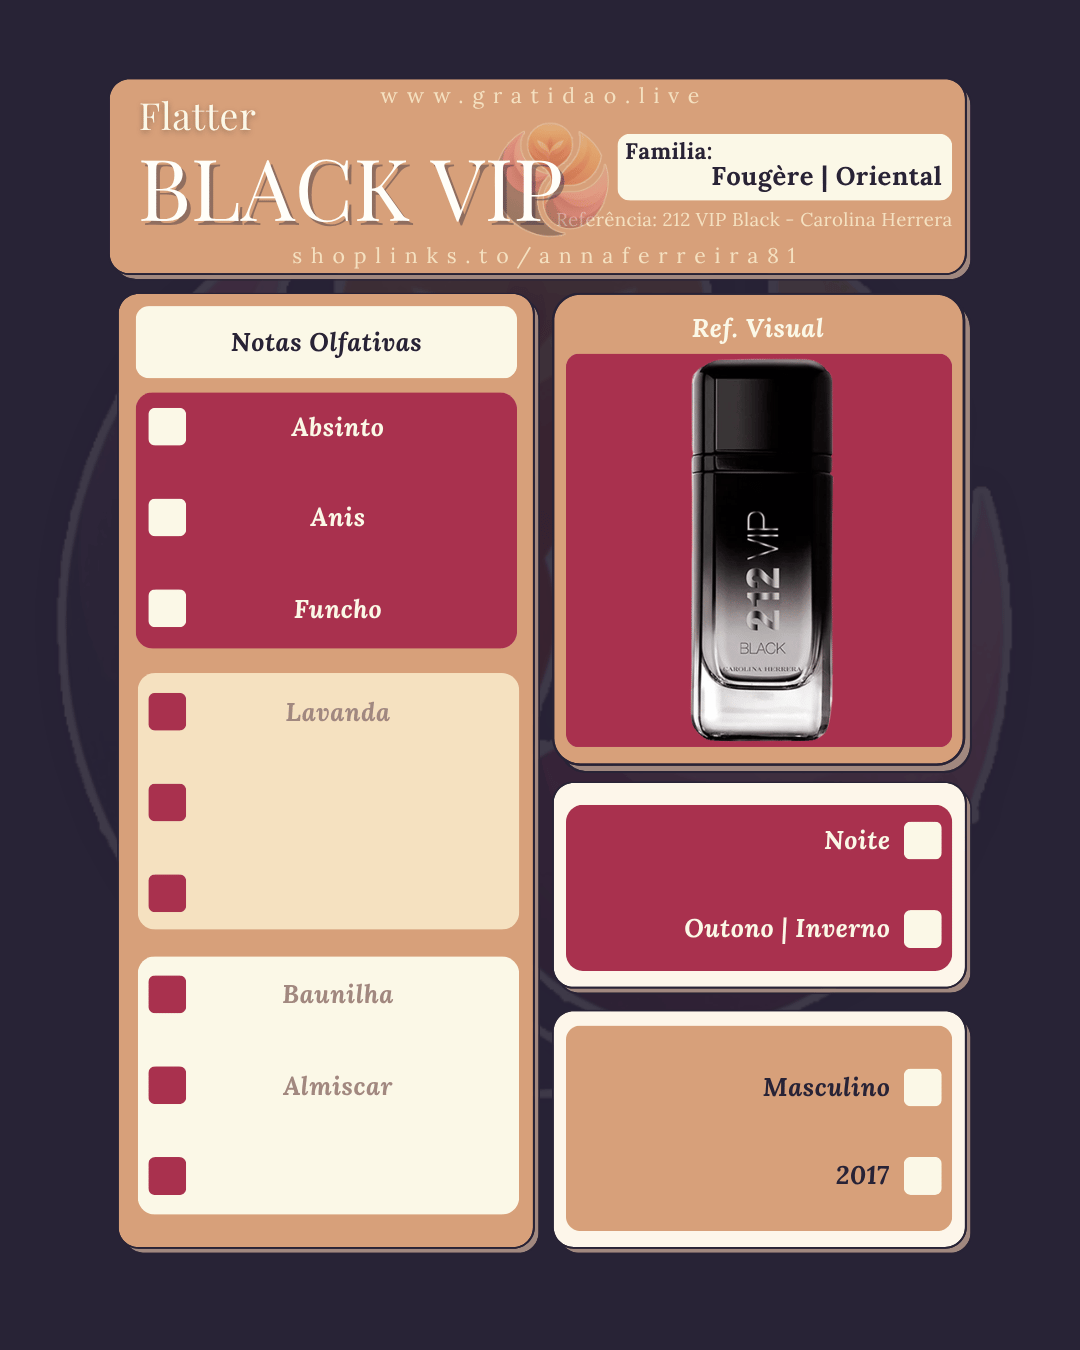 www.gratidao.live
Flatter
BLACK VIP
Familia:
Fougère | Oriental
Referência: 212 VIP Black - Carolina Herrera
shoplinks.to/annaferreira81
Notas Olfativas
Absinto
Anis
Funcho
Lavanda
Baunilha
Almiscar
Ref. Visual
212 VIP
BLACK
CAROLINA HERRERA
Noite
Outono | Inverno
Masculino
2017